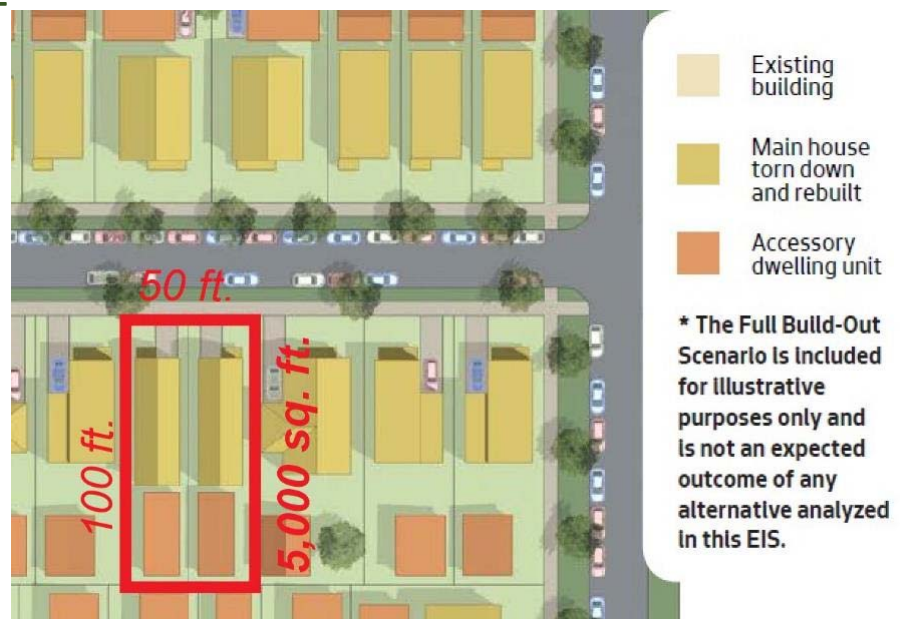 50 ft.
100 ft.
5,000 sq. ft.
Existing
building
Main house
torn down
and rebuilt
Accessory
dwelling unit
* The Full Build-Out
Scenario is included
for illustrative
purposes only and
is not an expected
outcome of any
alternative analyzed
in this EIS.